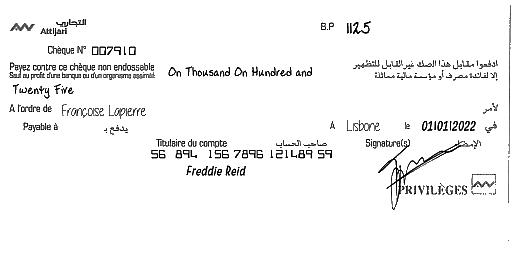 التجاري
Attijari
B.P 1125
Chèque N° 007910
Payez contre ce chèque non endossable
Sauf au profit d'une banque ou d'un organisme assimilé
On Thousand On Hundred and
ادفعوا مقابل هذا الصك غير القابل للتظهير
إلا لفائدة مصرف أو مؤسسة مالية مماثلة
Twenty Five
A l'ordre de Françoise Lapierre
لأمر
Payable à يدفع بـ
A Lisbone le 01/01/2022 في
Titulaire du compte صاحب الحساب
Signature(s) الإمضاء
56 894 156 7896 121489 59
Freddie Reid
PRIVILÈGES